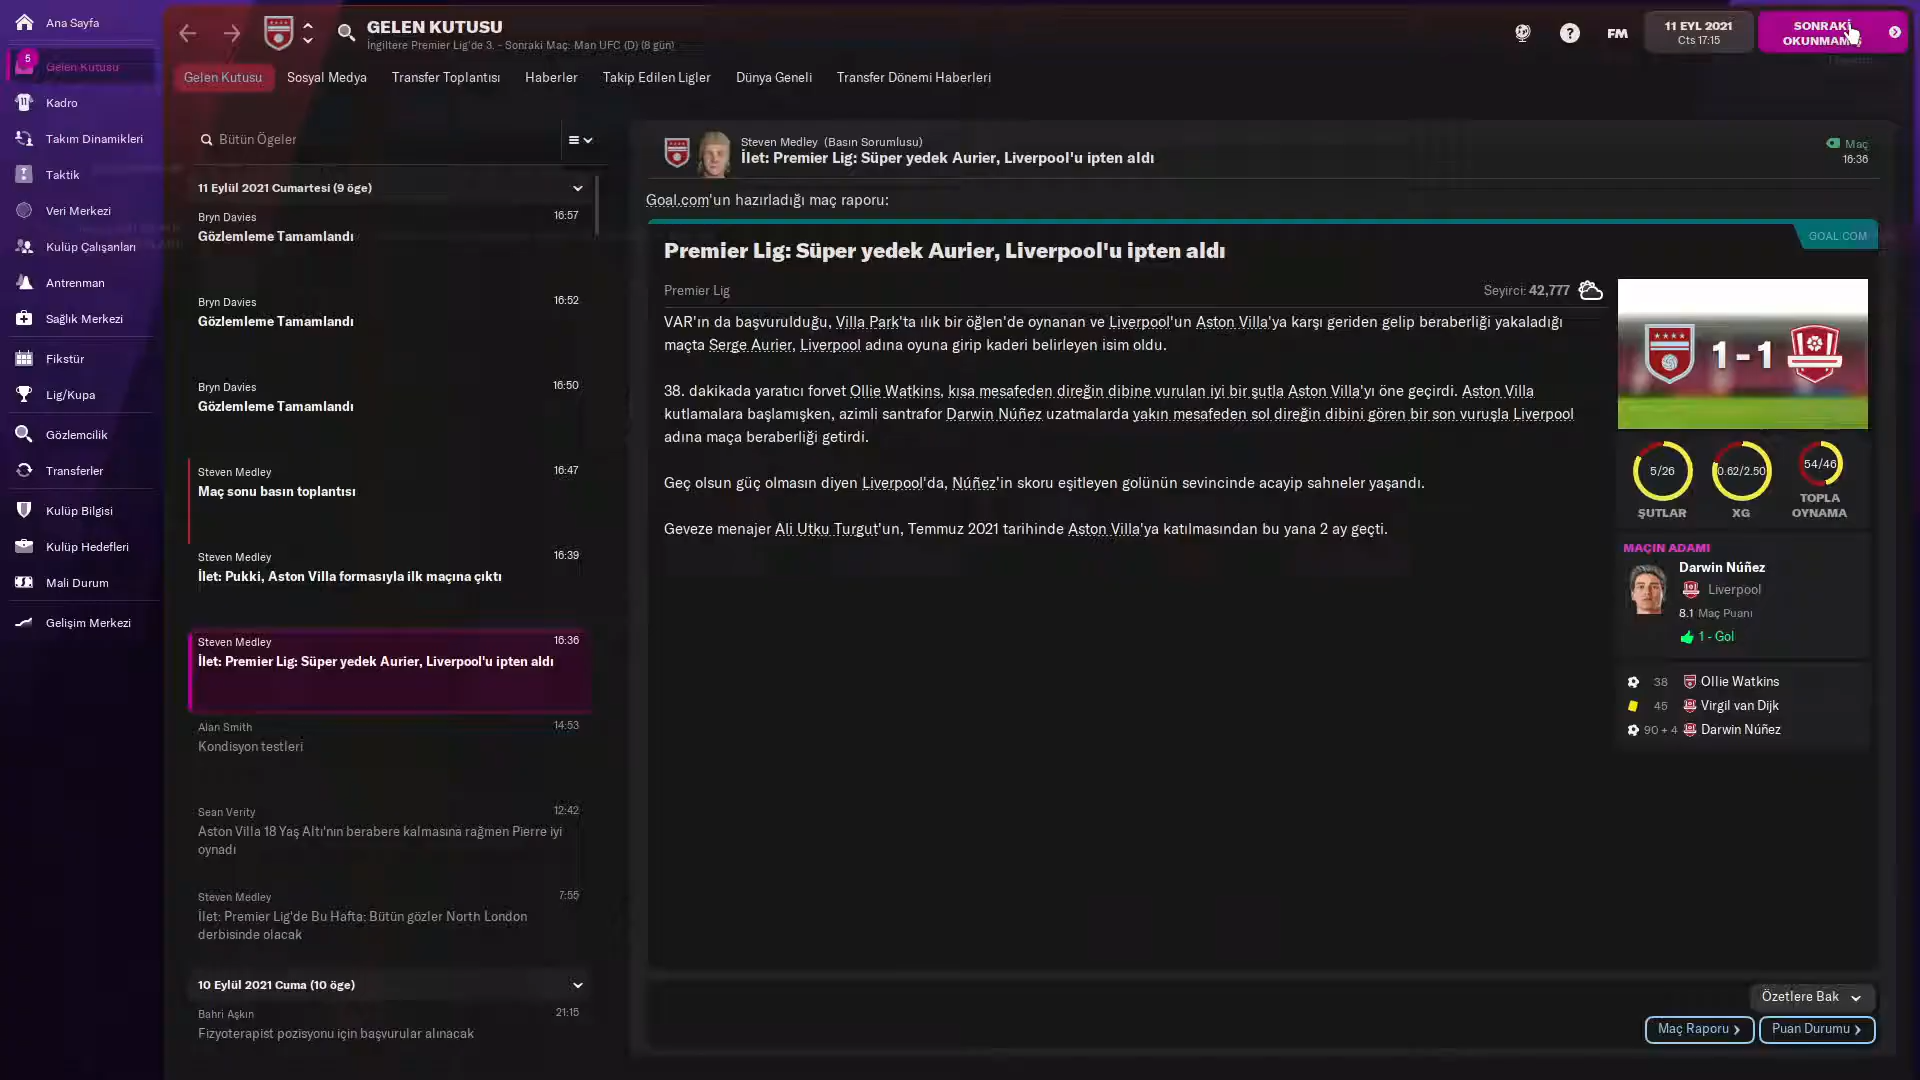 Ana Sayfa
5
Gelen Kutusu
Kadro
Takım Dinamikleri
Taktik
Veri Merkezi
Kulüp Çalışanları
Antrenman
Sağlık Merkezi
Fikstür
Lig/Kupa
Gözlemcilik
Transferler
Kulüp Bilgisi
Kulüp Hedefleri
Mali Durum
Gelişim Merkezi
GELEN KUTUSU
İngiltere Premier Lig'de 3. - Sonraki Maç: Man UFC (D) (8 gün)
FM
11 EYL 2021
Cts 17:15
SONRAKİ
Gelen Kutusu Sosyal Medya Transfer Toplantısı Haberler Takip Edilen Ligler Dünya Geneli Transfer Dönemi Haberleri
Bütün Ögeler
11 Eylül 2021 Cumartesi (9 öge)
Bryn Davies 16:57
Gözlemleme Tamamlandı
Bryn Davies 16:52
Gözlemleme Tamamlandı
Bryn Davies 16:50
Gözlemleme Tamamlandı
Steven Medley 16:47
Maç sonu basın toplantısı
Steven Medley 16:39
İlet: Pukki, Aston Villa formasıyla ilk maçına çıktı
Steven Medley 16:36
İlet: Premier Lig: Süper yedek Aurier, Liverpool'u ipten aldı
Alan Smith 14:53
Kondisyon testleri
Sean Verity 12:42
Aston Villa 18 Yaş Altı'nın berabere kalmasına rağmen Pierre iyi
oynadı
Steven Medley 7:55
İlet: Premier Lig'de Bu Hafta: Bütün gözler North London
derbisinde olacak
10 Eylül 2021 Cuma (10 öge)
Bahri Aşkın 21:15
Fizyoterapist pozisyonu için başvurular alınacak
Steven Medley (Basın Sorumlusu)
İlet: Premier Lig: Süper yedek Aurier, Liverpool'u ipten aldı
Maç
16:36
Goal.com'un hazırladığı maç raporu:
GOAL.COM
Premier Lig: Süper yedek Aurier, Liverpool'u ipten aldı
Premier Lig
Seyirci: 42,777
VAR'ın da başvurulduğu, Villa Park'ta ılık bir öğlen'de oynanan ve Liverpool'un Aston Villa'ya karşı geriden gelip beraberliği yakaladığı
maçta Serge Aurier, Liverpool adına oyuna girip kaderi belirleyen isim oldu.
38. dakikada yaratıcı forvet Ollie Watkins, kısa mesafeden direğin dibine vurulan iyi bir şutla Aston Villa'yı öne geçirdi. Aston Villa
kutlamalara başlamışken, azimli santrafor Darwin Núñez uzatmalarda yakın mesafeden sol direğin dibini gören bir son vuruşla Liverpool
adına maça beraberliği getirdi.
Geç olsun güç olmasın diyen Liverpool'da, Núñez'in skoru eşitleyen golünün sevincinde acayip sahneler yaşandı.
Geveze menajer Ali Utku Turgut'un, Temmuz 2021 tarihinde Aston Villa'ya katılmasından bu yana 2 ay geçti.
1 - 1
5/26 0.62/2.50 54/46
ŞUTLAR XG TOPLA
OYNAMA
MAÇIN ADAMI
Darwin Núñez
Liverpool
8.1 Maç Puanı
1 - Gol
38 Ollie Watkins
45 Virgil van Dijk
90 + 4 Darwin Núñez
Özetlere Bak
Maç Raporu Puan Durumu